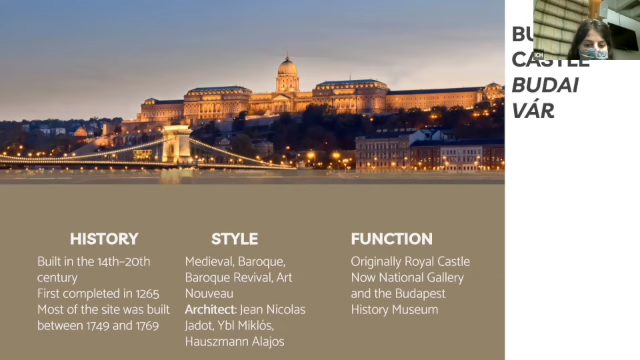 CASTLE
BUDAI
VÁR
HISTORY
Built in the 14th–20th
century
First completed in 1265
Most of the site was built
between 1749 and 1769
STYLE
Medieval, Baroque,
Baroque Revival, Art
Nouveau
Architect: Jean Nicolas
Jadot, Ybl Miklós,
Hauszmann Alajos
FUNCTION
Originally Royal Castle
Now National Gallery
and the Budapest
History Museum